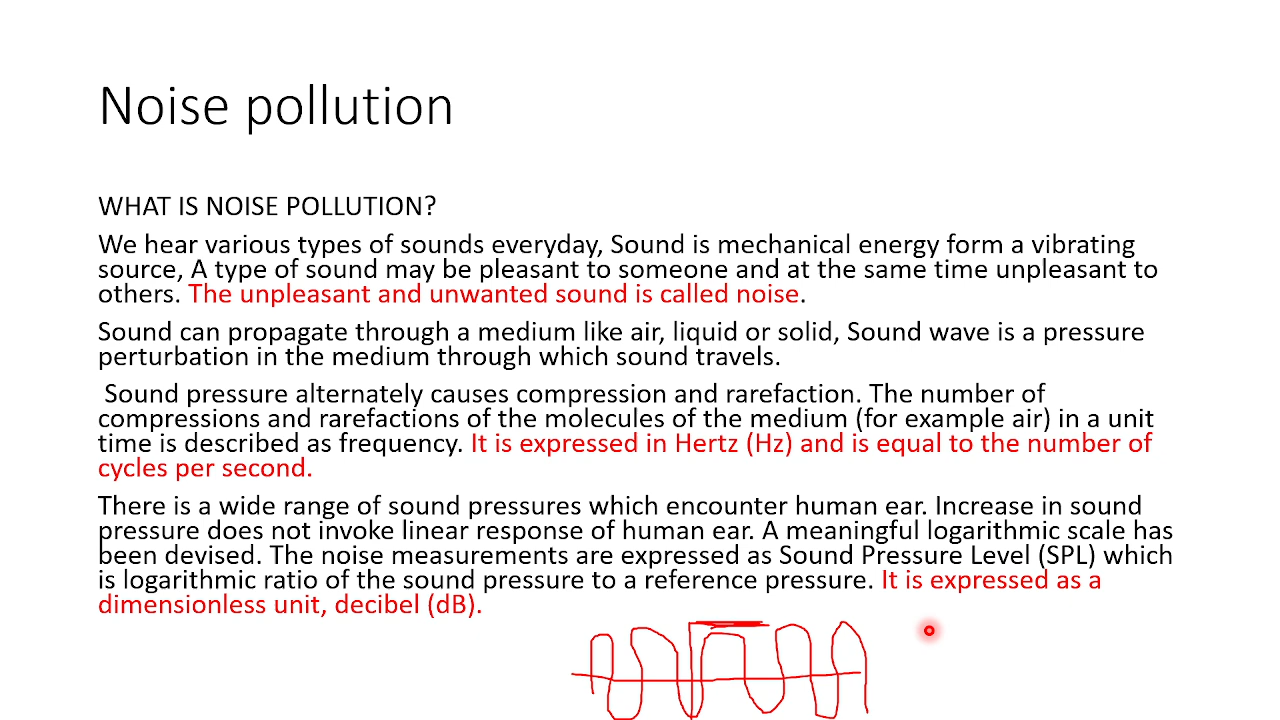 Noise pollution
WHAT IS NOISE POLLUTION?
We hear various types of sounds everyday, Sound is mechanical energy form a vibrating
source, A type of sound may be pleasant to someone and at the same time unpleasant to
others. The unpleasant and unwanted sound is called noise.
Sound can propagate through a medium like air, liquid or solid, Sound wave is a pressure
perturbation in the medium through which sound travels.
Sound pressure alternately causes compression and rarefaction. The number of
compressions and rarefactions of the molecules of the medium (for example air) in a unit
time is described as frequency. It is expressed in Hertz (Hz) and is equal to the number of
cycles per second.
There is a wide range of sound pressures which encounter human ear. Increase in sound
pressure does not invoke linear response of human ear. A meaningful logarithmic scale has
been devised. The noise measurements are expressed as Sound Pressure Level (SPL) which
is logarithmic ratio of the sound pressure to a reference pressure. It is expressed as a
dimensionless unit, decibel (dB).